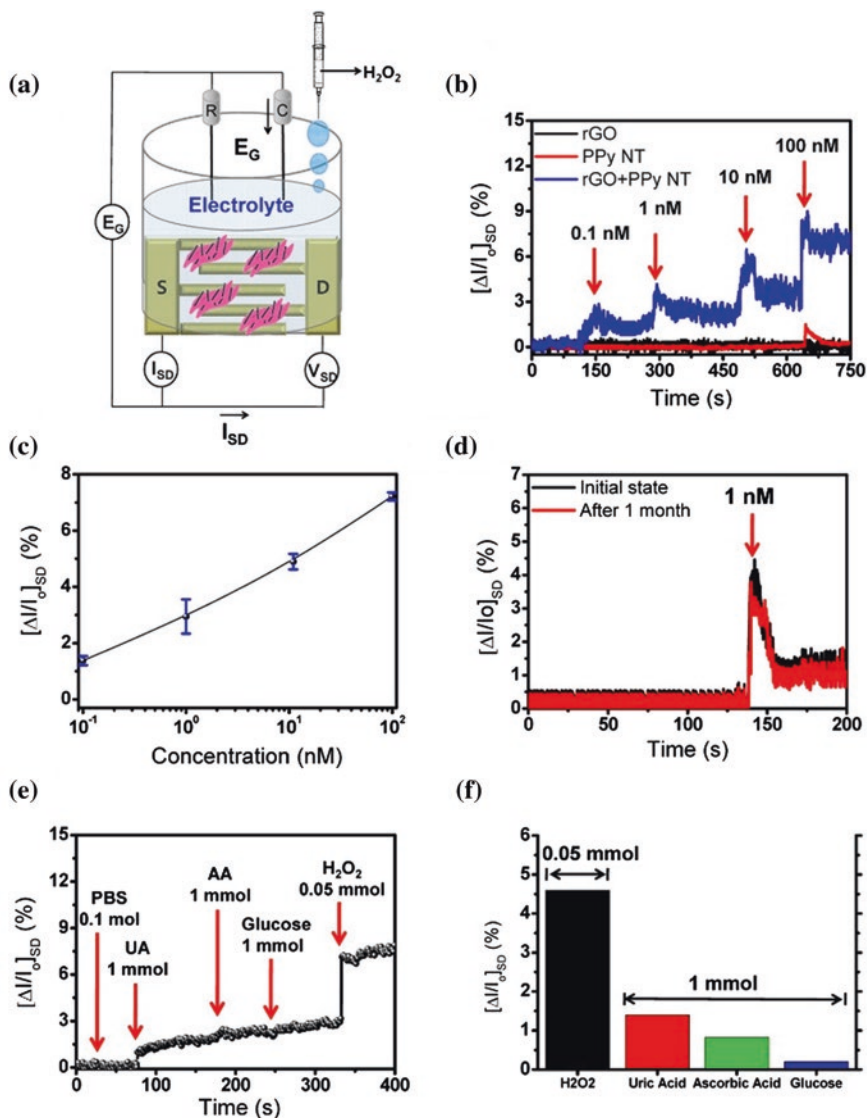 (a)
H₂O₂
R
C
E_G
E_G
Electrolyte
S
D
I_SD
V_SD
I_SD
(b)
[ΔI/I₀]_SD (%)
15
12
9
6
3
0
rGO
PPy NT
rGO+PPy NT
0.1 nM
1 nM
10 nM
100 nM
0 150 300 450 600 750
Time (s)
(c)
[ΔI/I₀]_SD (%)
8
6
4
2
0
10⁻¹ 10⁰ 10¹ 10²
Concentration (nM)
(d)
[ΔI/Io]_SD (%)
7
6
5
4
3
2
1
0
Initial state
After 1 month
1 nM
0 50 100 150 200
Time (s)
(e)
[ΔI/I₀]_SD (%)
15
12
9
6
3
0
PBS
0.1 mol
UA
1 mmol
AA
1 mmol
Glucose
1 mmol
H₂O₂
0.05 mmol
0 100 200 300 400
Time (s)
(f)
[ΔI/I₀]_SD (%)
6
5
4
5
2
1
0
0.05 mmol
1 mmol
H2O2 Uric Acid Ascorbic Acid Glucose